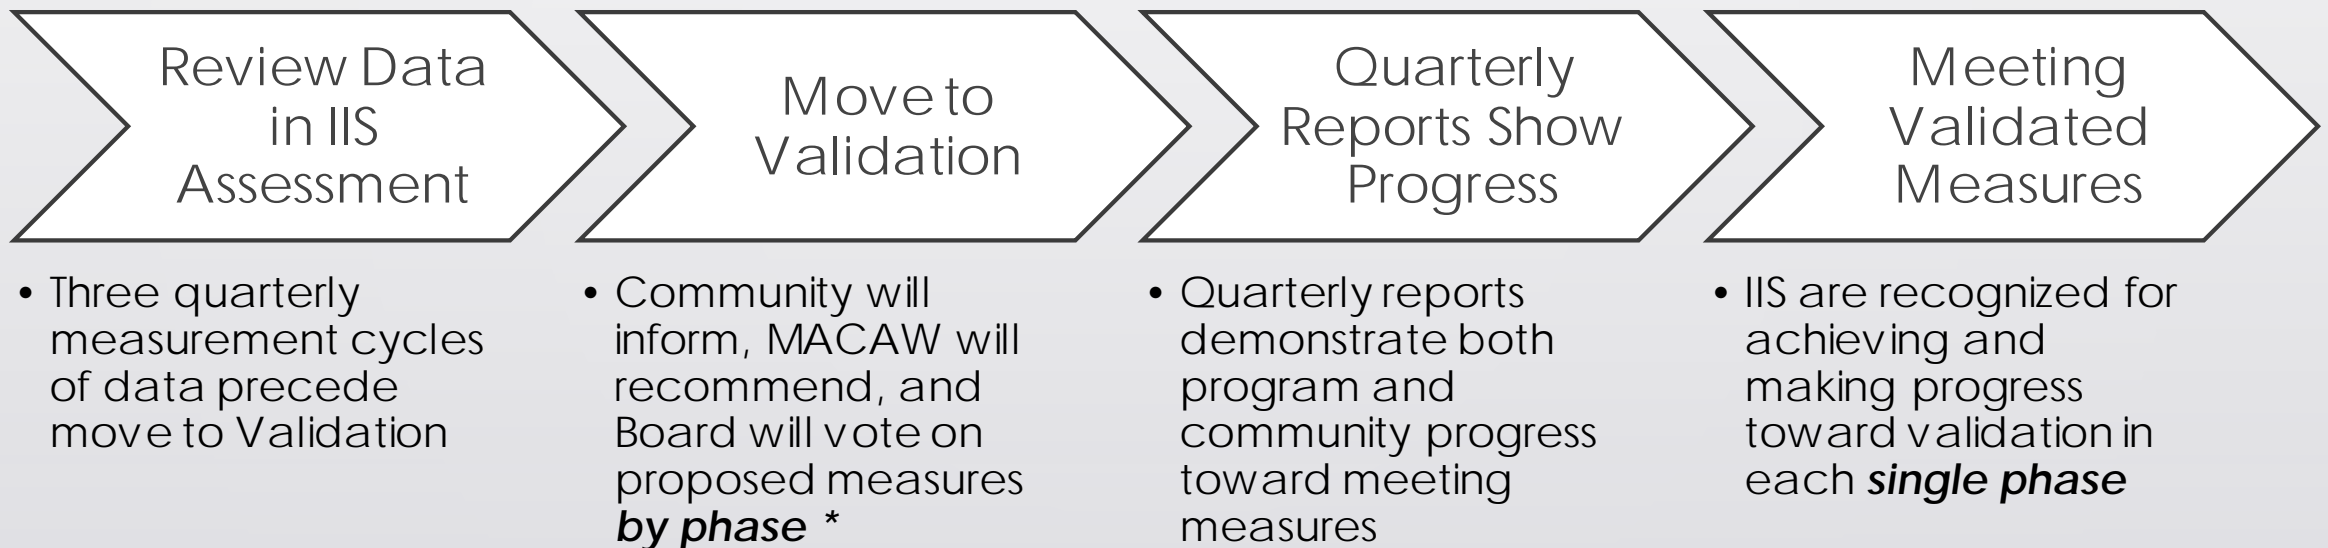 Review Data
in IIS
Assessment
• Three quarterly
measurement cycles
of data precede
move to Validation
Move to
Validation
• Community will
inform, MACAW will
recommend, and
Board will vote on
proposed measures
by phase *
Quarterly
Reports Show
Progress
• Quarterly reports
demonstrate both
program and
community progress
toward meeting
measures
Meeting
Validated
Measures
• IIS are recognized for
achieving and
making progress
toward validation in
each single phase